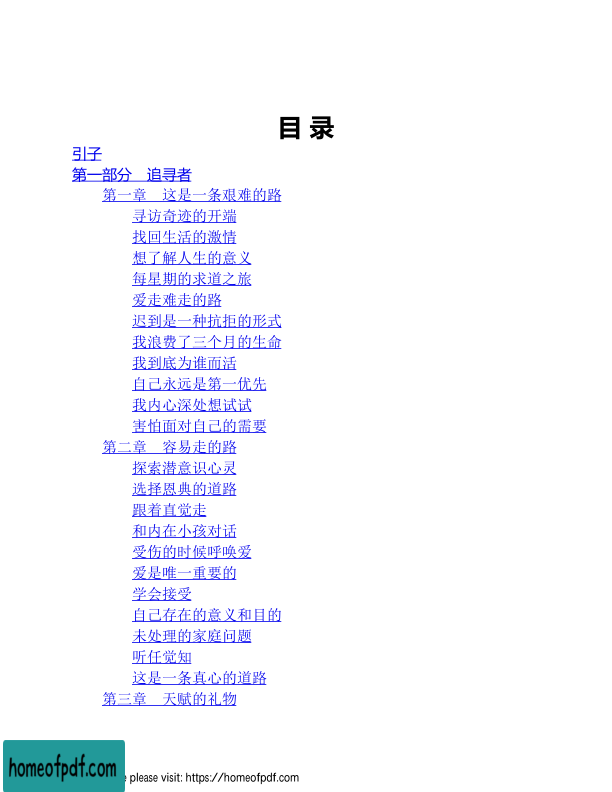 目 录
引子
第一部分　追寻者
第一章　这是一条艰难的路
寻访奇迹的开端
找回生活的激情
想了解人生的意义
每星期的求道之旅
爱走难走的路
迟到是一种抗拒的形式
我浪费了三个月的生命
我到底为谁而活
自己永远是第一优先
我内心深处想试试
害怕面对自己的需要
第二章　容易走的路
探索潜意识心灵
选择恩典的道路
跟着直觉走
和内在小孩对话
受伤的时候呼唤爱
爱是唯一重要的
学会接受
自己存在的意义和目的
未处理的家庭问题
听任觉知
这是一条真心的道路
第三章　天赋的礼物
homeofpdf.com
please visit: https://homeofpdf.com